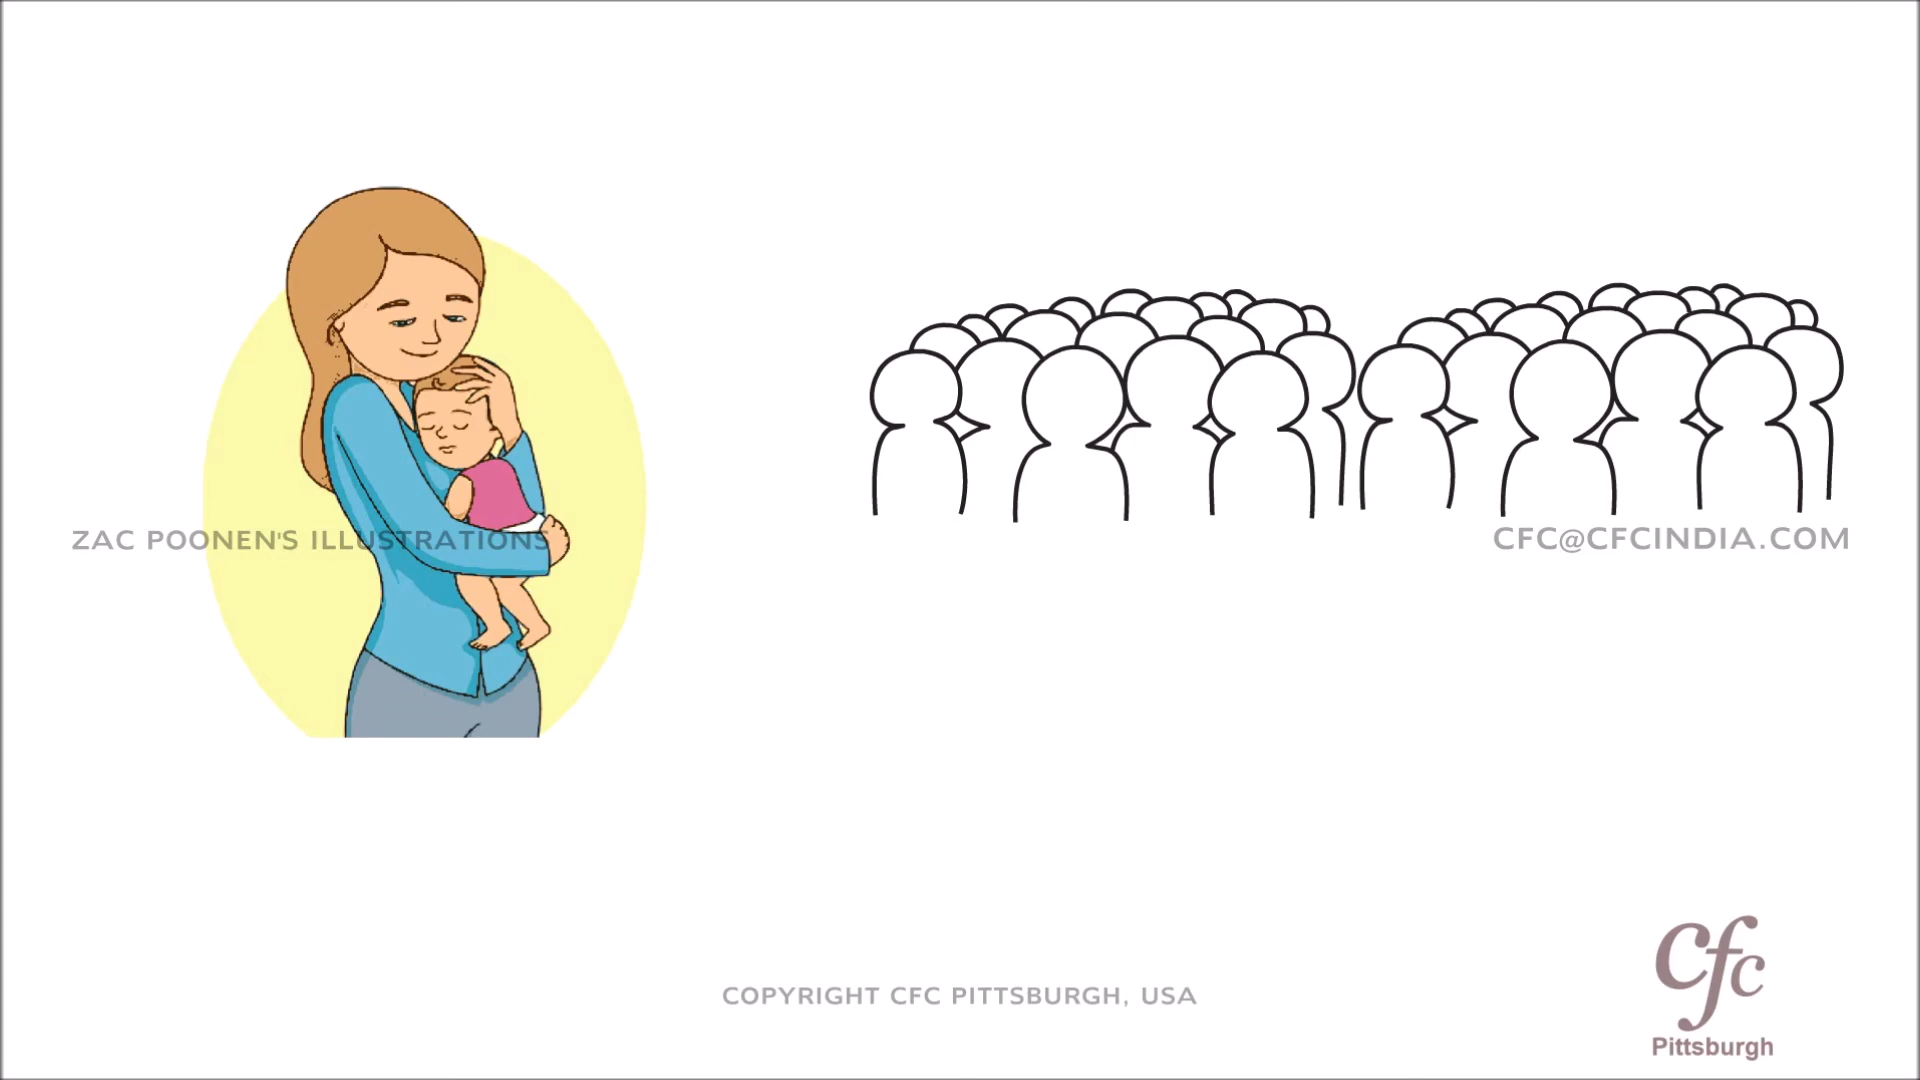 ZAC POONEN'S ILLUSTRATIONS
CFC@CFCINDIA.COM
COPYRIGHT CFC PITTSBURGH, USA
cfc
Pittsburgh